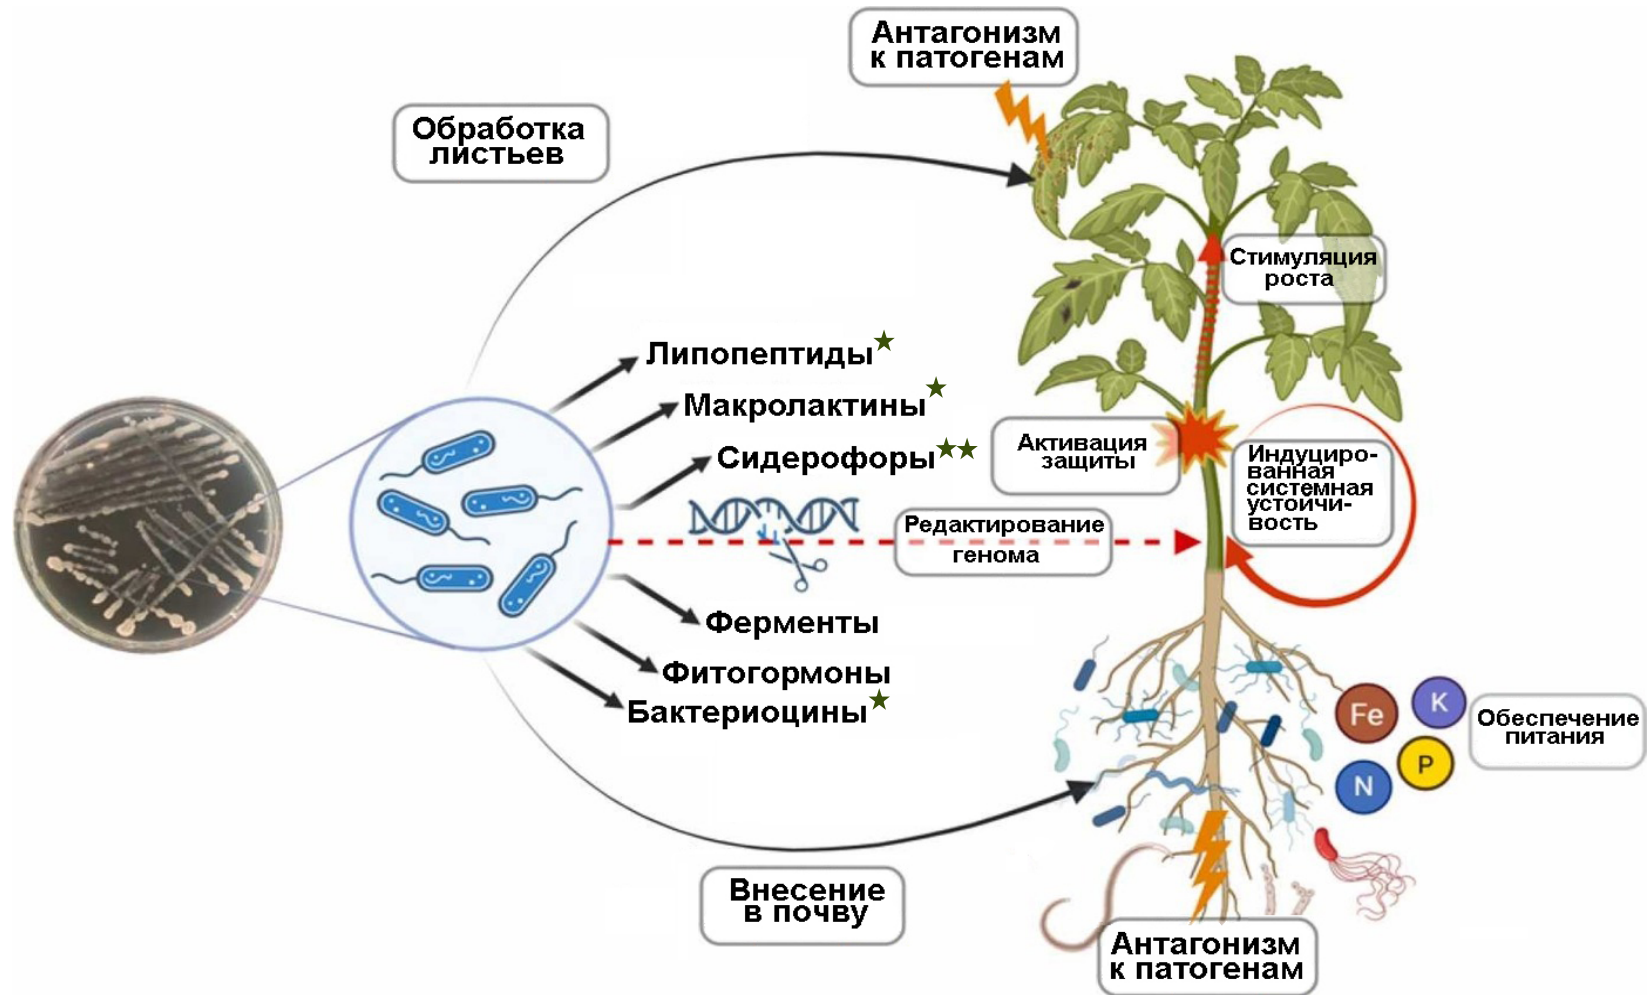 Антагонизм
к патогенам
Обработка
листьев
Стимуляция
роста
Липопептиды★
Макролактины★
Сидерофоры★★
Активация
защиты
Индуциро-
ванная
системная
устойчи-
вость
Редактирование
генома
Ферменты
Фитогормоны
Бактериоцины★
Fe
K
N
P
Обеспечение
питания
Внесение
в почву
Антагонизм
к патогенам